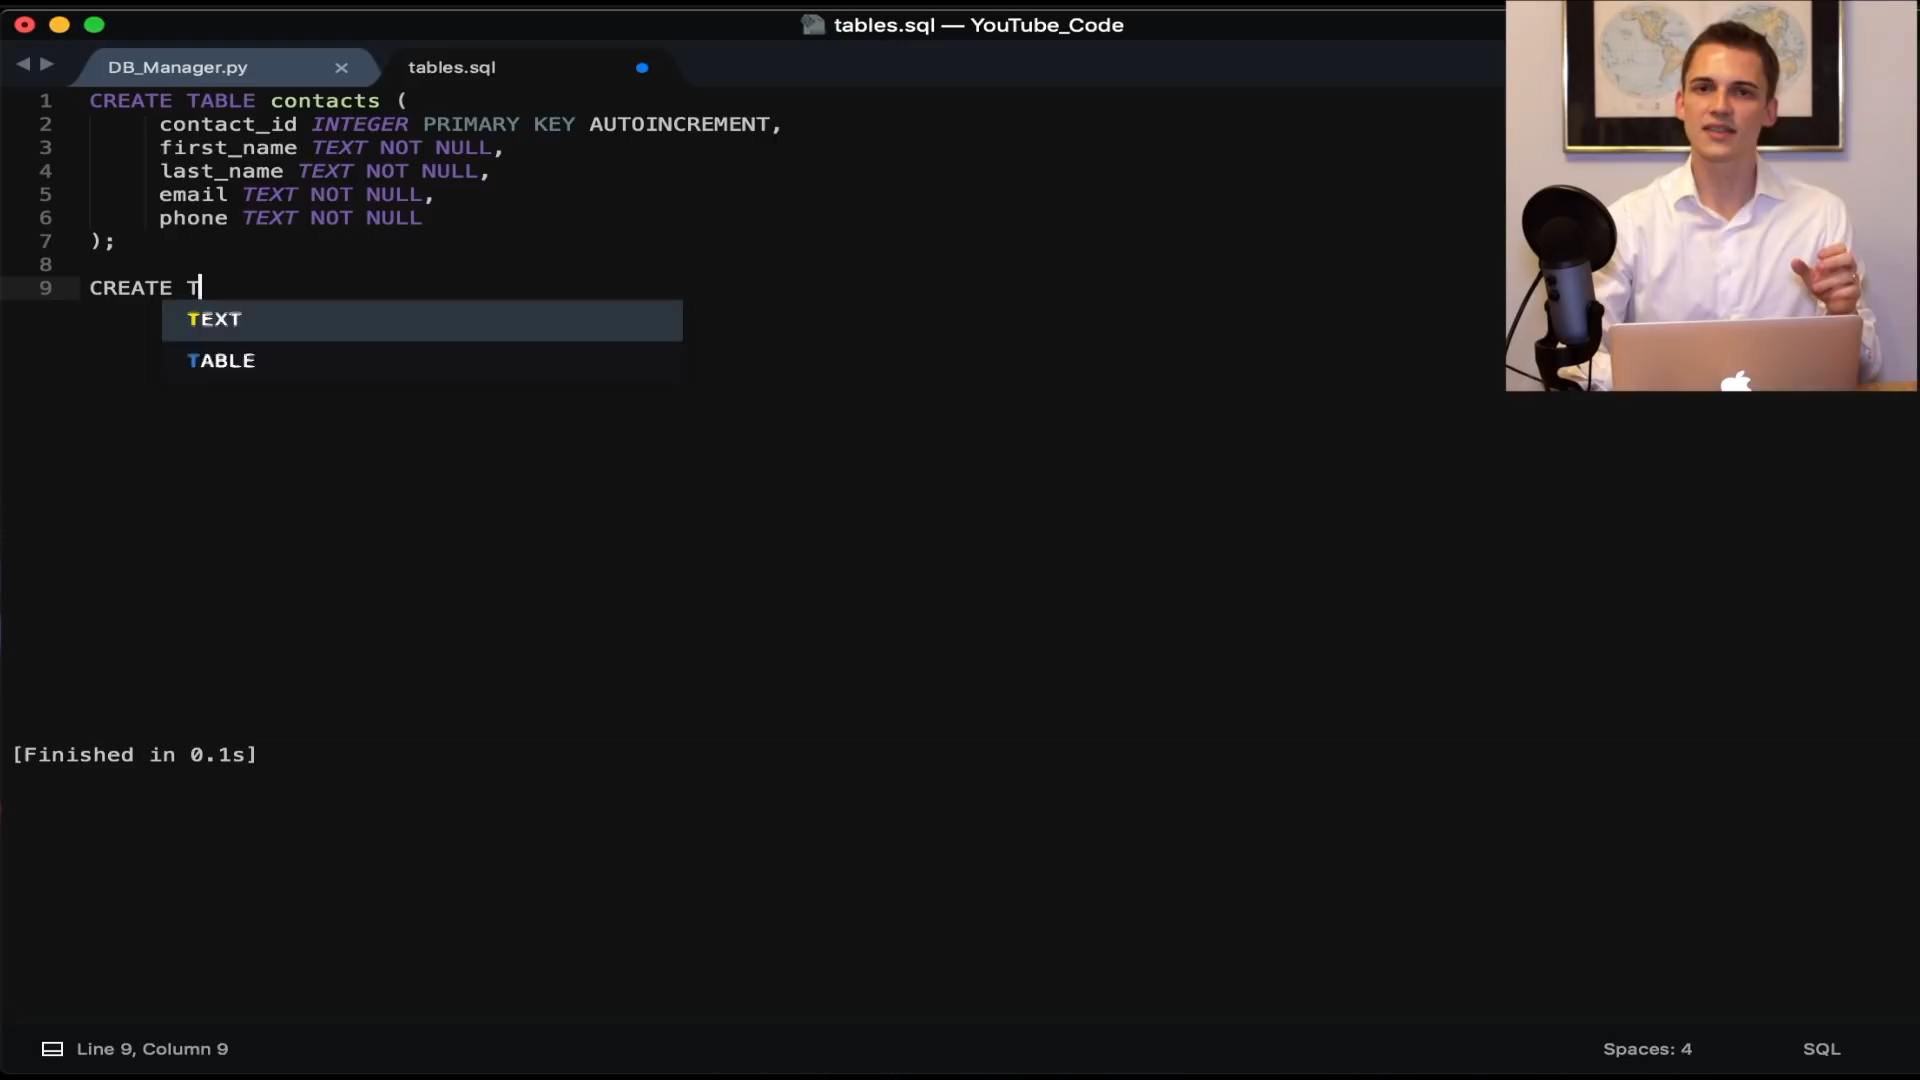 tables.sql — YouTube_Code
DB_Manager.py
tables.sql
1 CREATE TABLE contacts (
2 contact_id INTEGER PRIMARY KEY AUTOINCREMENT,
3 first_name TEXT NOT NULL,
4 last_name TEXT NOT NULL,
5 email TEXT NOT NULL,
6 phone TEXT NOT NULL
7 );
8
9 CREATE T
TEXT
TABLE
[Finished in 0.1s]
Line 9, Column 9
Spaces: 4
SQL